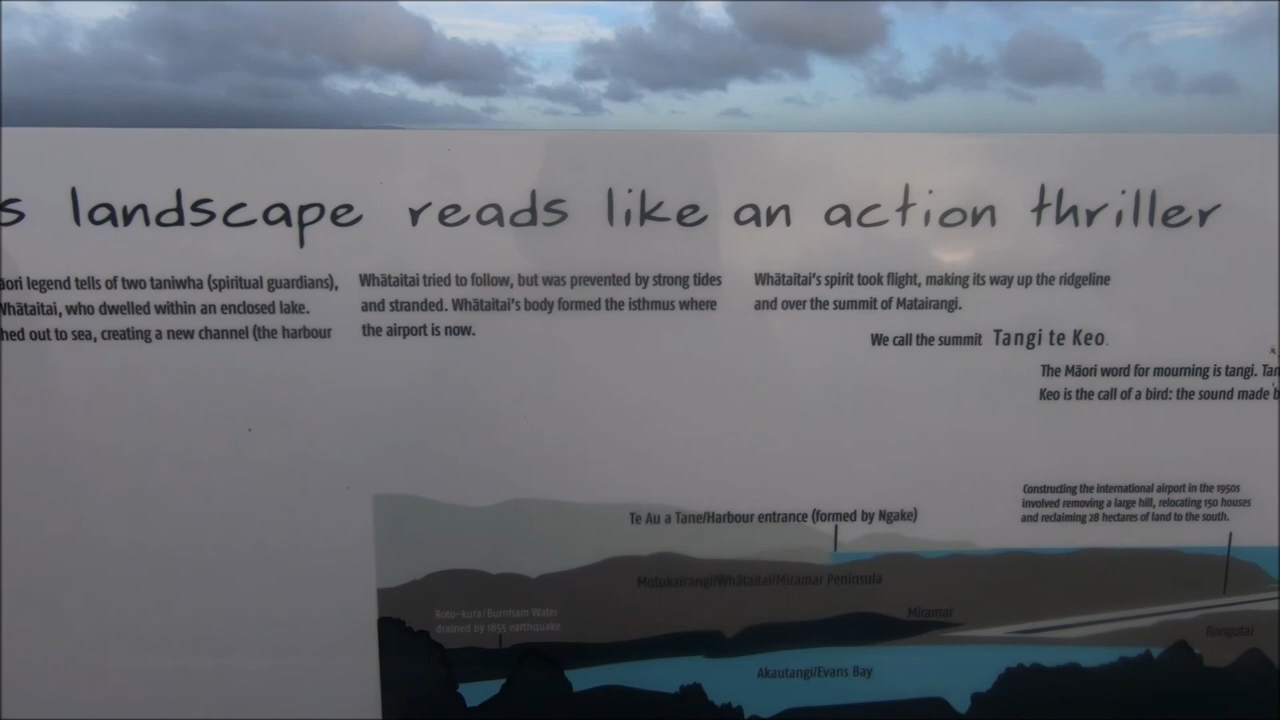 s landscape reads like an action thriller
āori legend tells of two taniwha (spiritual guardians),
Whātaitai, who dwelled within an enclosed lake.
hed out to sea, creating a new channel (the harbour
Whātaitai tried to follow, but was prevented by strong tides
and stranded. Whātaitai's body formed the isthmus where
the airport is now.
Whātaitai's spirit took flight, making its way up the ridgeline
and over the summit of Matairangi.
We call the summit Tangi te Keo.
The Māori word for mourning is tangi. Tan
Keo is the call of a bird: the sound made b
Constructing the international airport in the 1950s
involved removing a large hill, relocating 150 houses
and reclaiming 28 hectares of land to the south.
Te Au a Tane/Harbour entrance (formed by Ngake)
Motukairangi/Whātaitai/Miramar Peninsula
Roto-kura/Burnham Water
drained by 1855 earthquake
Miramar
Rongotai
Akautangi/Evans Bay